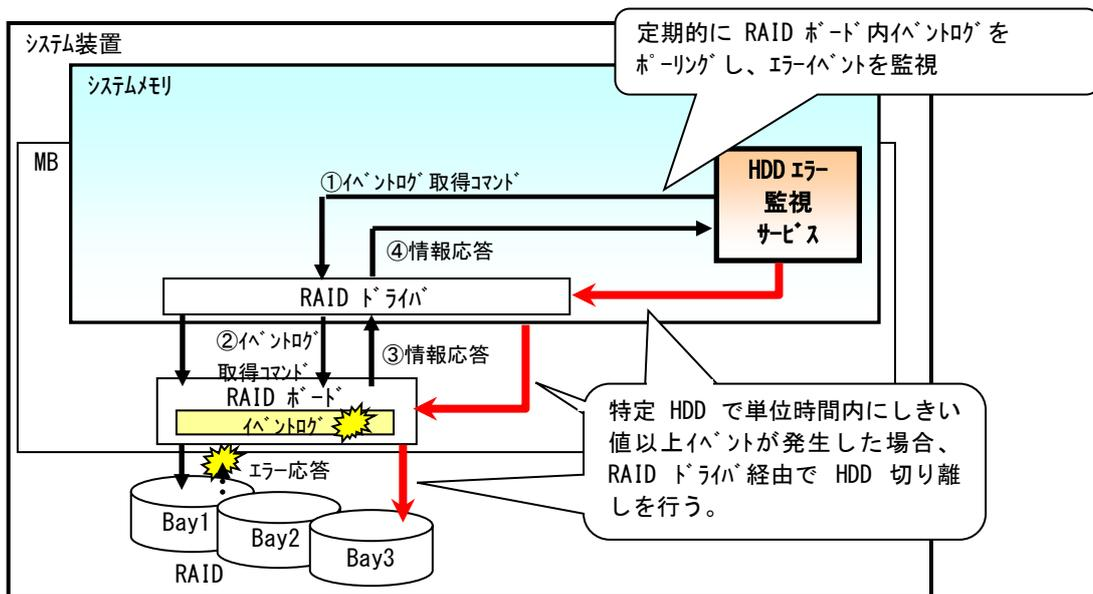 システム装置
定期的に RAID ボード内イベントログを
ポーリングし、エラーイベントを監視
システムメモリ
MB
HDD エラー
監視
サービス
①イベントログ取得コマンド
④情報応答
RAID ドライバ
②イベントログ
取得コマンド
③情報応答
RAID ボード
イベントログ
エラー応答
特定 HDD で単位時間内にしきい
値以上イベントが発生した場合、
RAID ドライバ経由で HDD 切り離
しを行う。
Bay1
Bay2
Bay3
RAID